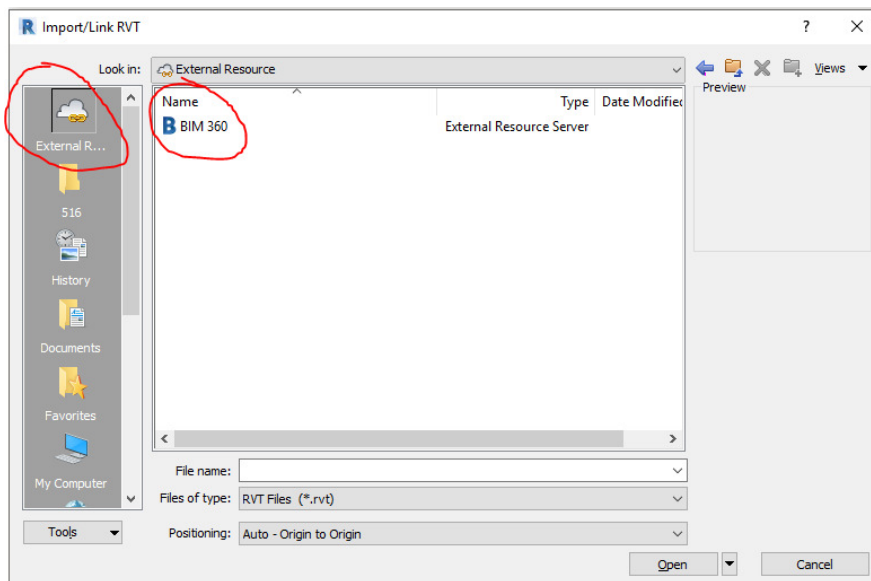 R Import/Link RVT ? X
Look in: External Resource Views
Name Type Date Modified
Preview
B BIM 360 External Resource Server
External R...
516
History
Documents
Favorites
My Computer
File name:
Files of type: RVT Files (*.rvt)
Tools Positioning: Auto - Origin to Origin
Open Cancel